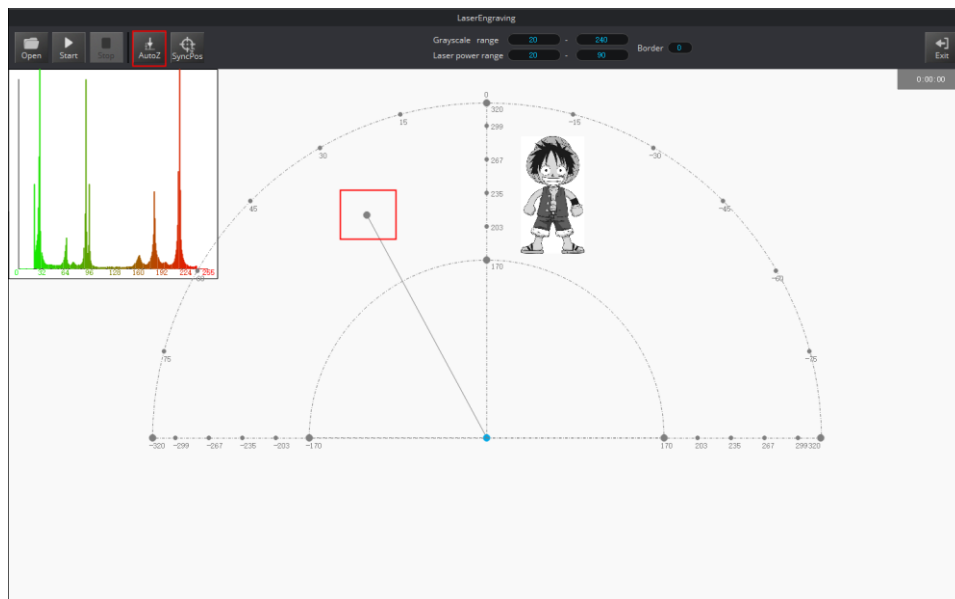 LaserEngraving
Open Start Stop AutoZ SyncPos
Grayscale range 20 - 240
Laser power range 20 - 90
Border 0
Exit
0:00:00
0 32 64 96 128 160 192 224 256
0
15 -15
30 -30
45 -45
60 -60
75 -75
320
299
267
235
203
170
-320 -299 -267 -235 -203 -170 170 203 235 267 299 320